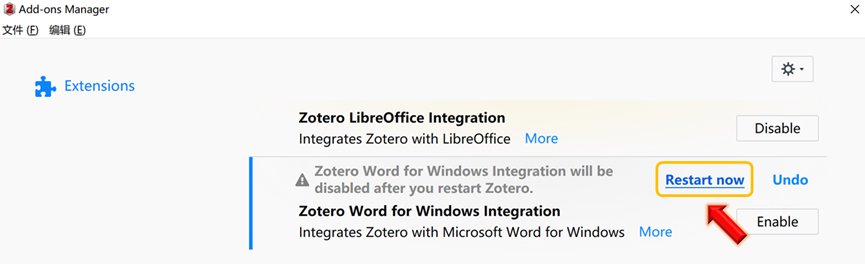 Add-ons Manager
文件 (F) 编辑 (E)
Extensions
Zotero LibreOffice Integration
Integrates Zotero with LibreOffice More
Disable
Zotero Word for Windows Integration will be
disabled after you restart Zotero.
Restart now Undo
Zotero Word for Windows Integration
Integrates Zotero with Microsoft Word for Windows More
Enable